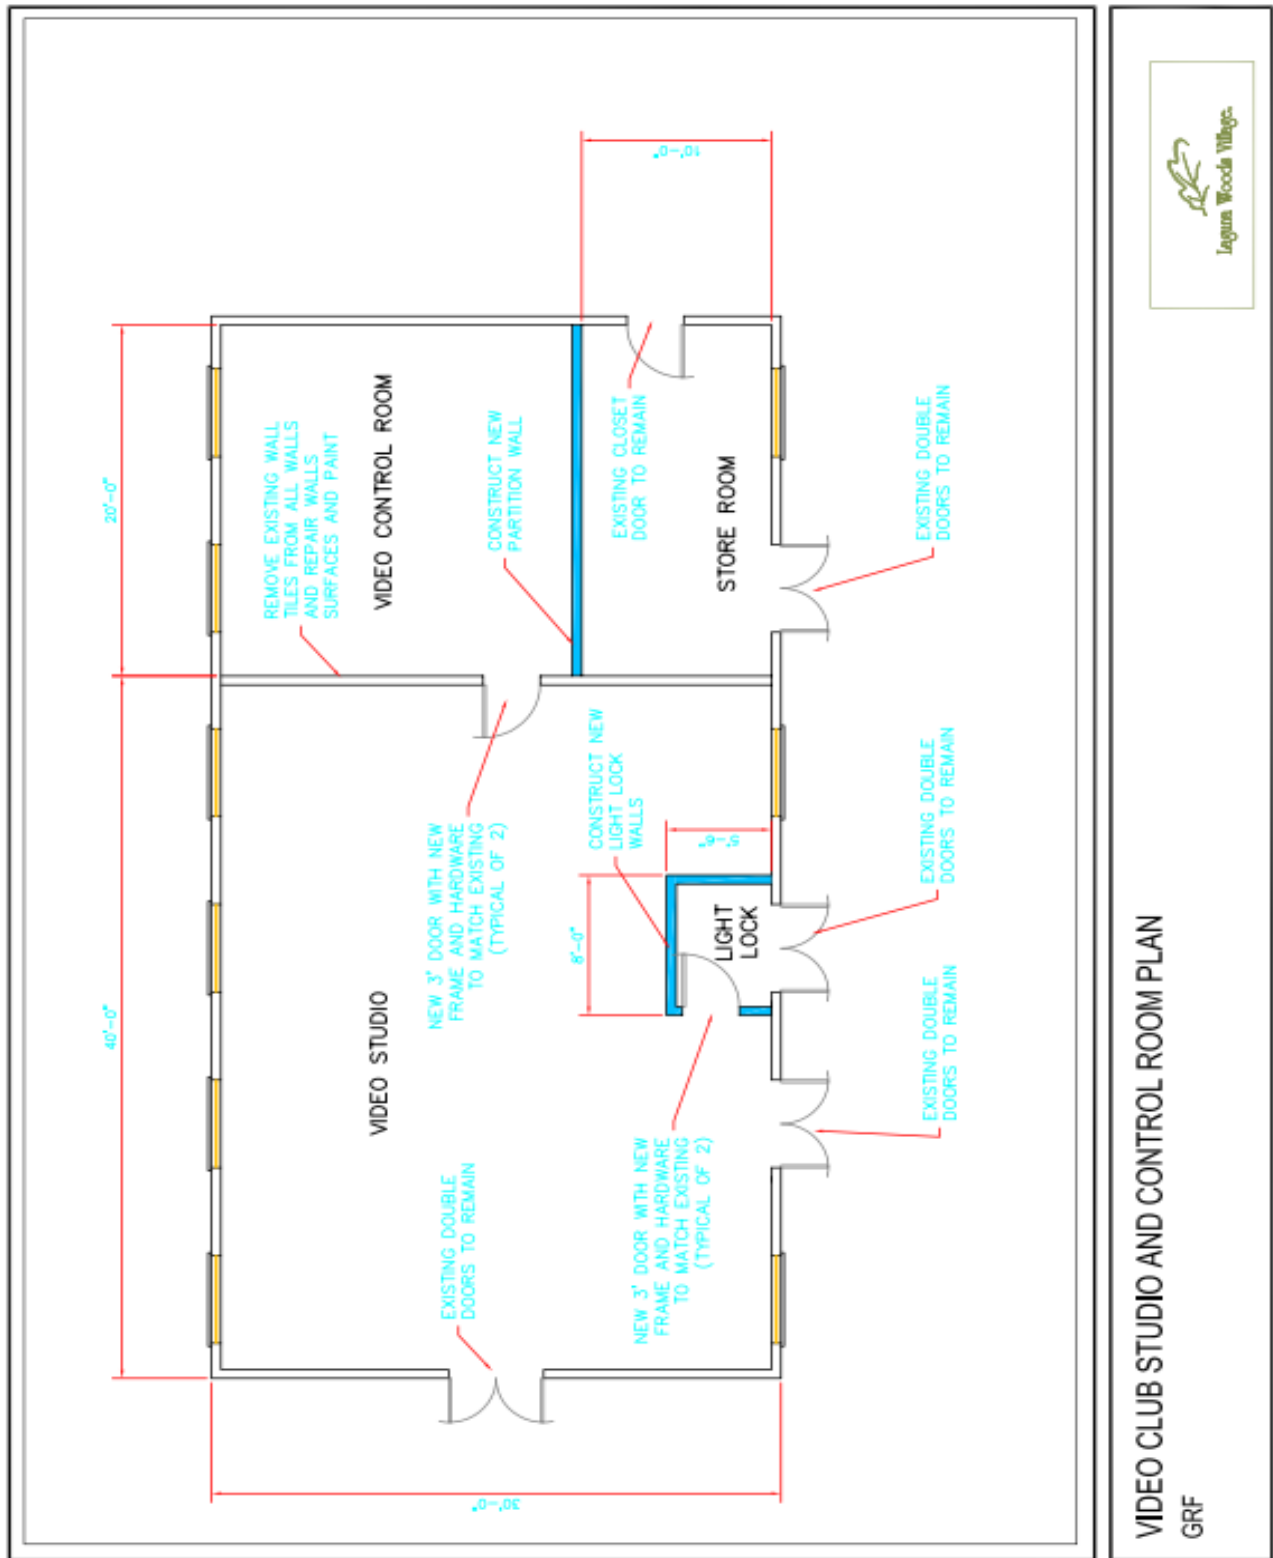 40'-0"
20'-0"
REMOVE EXISTING WALL
TILES FROM ALL WALLS
AND REPAIR WALLS
SURFACES AND PAINT
VIDEO STUDIO
VIDEO CONTROL ROOM
EXISTING DOUBLE
DOORS TO REMAIN
NEW 3' DOOR WITH NEW
FRAME AND HARDWARE
TO MATCH EXISTING
(TYPICAL OF 2)
CONSTRUCT NEW
PARTITION WALL
30'-0"
8'-0"
CONSTRUCT NEW
LIGHT LOCK
WALLS
EXISTING CLOSET
DOOR TO REMAIN
10'-0"
NEW 3' DOOR WITH NEW
FRAME AND HARDWARE
TO MATCH EXISTING
(TYPICAL OF 2)
5'-6"
LIGHT
LOCK
STORE ROOM
EXISTING DOUBLE
DOORS TO REMAIN
EXISTING DOUBLE
DOORS TO REMAIN
EXISTING DOUBLE
DOORS TO REMAIN
VIDEO CLUB STUDIO AND CONTROL ROOM PLAN
GRF
Laguna Woods Village.